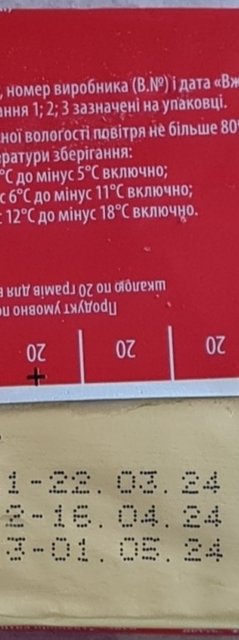 , номер виробника (В.№) і дата «Вж
ання 1; 2; 3 зазначені на упаковці.
ної вологості повітря не більше 80
ратури зберігання:
°С до мінус 5°С включно;
с 6°С до мінус 11°С включно;
с 12°С до мінус 18°С включно.
Продукт умовно по
шкалою по 20 грамів для в
20 20 20
1-22.03.24
2-16.04.24
3-01.05.24